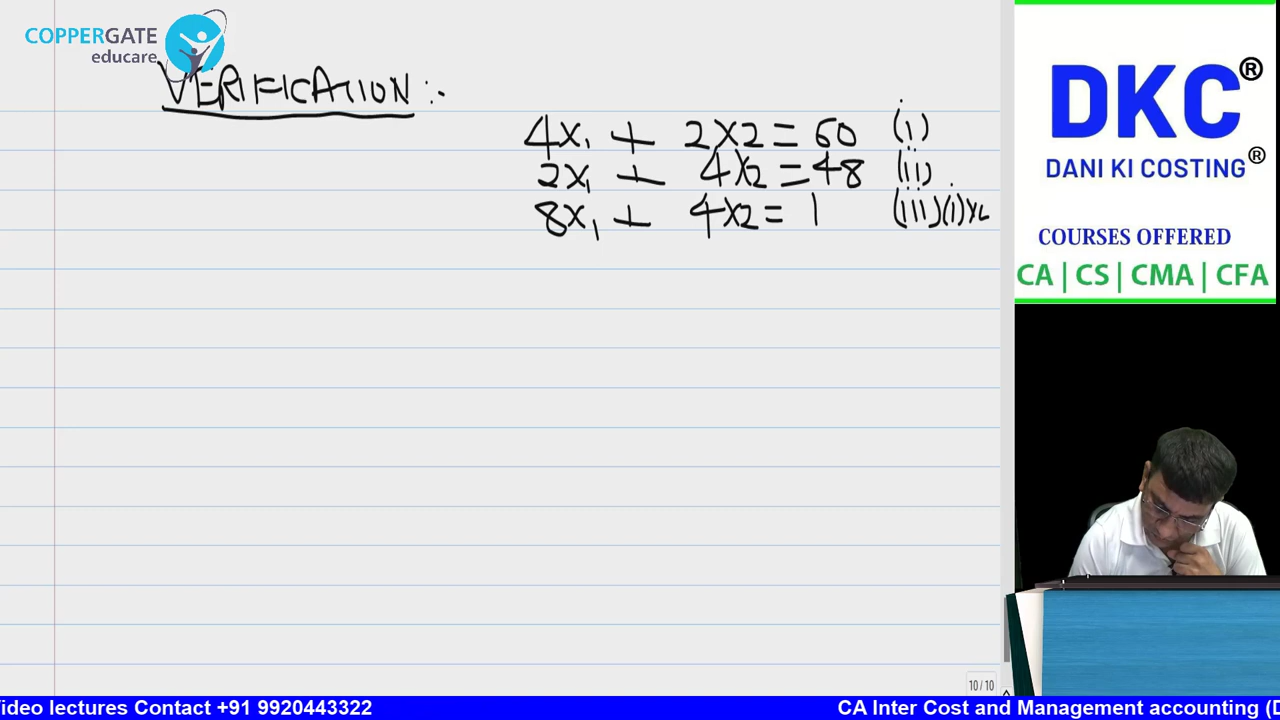 COPPERGATE
educare
VERIFICATION :-
4x1 + 2x2 = 60 (i)
2x1 + 4x2 = 48 (ii)
8x1 + 4x2 = 1 (iii)(i)x2
DKC®
DANI KI COSTING®
COURSES OFFERED
CA | CS | CMA | CFA
10/10
ideo lectures Contact +91 9920443322
CA Inter Cost and Management accounting (D